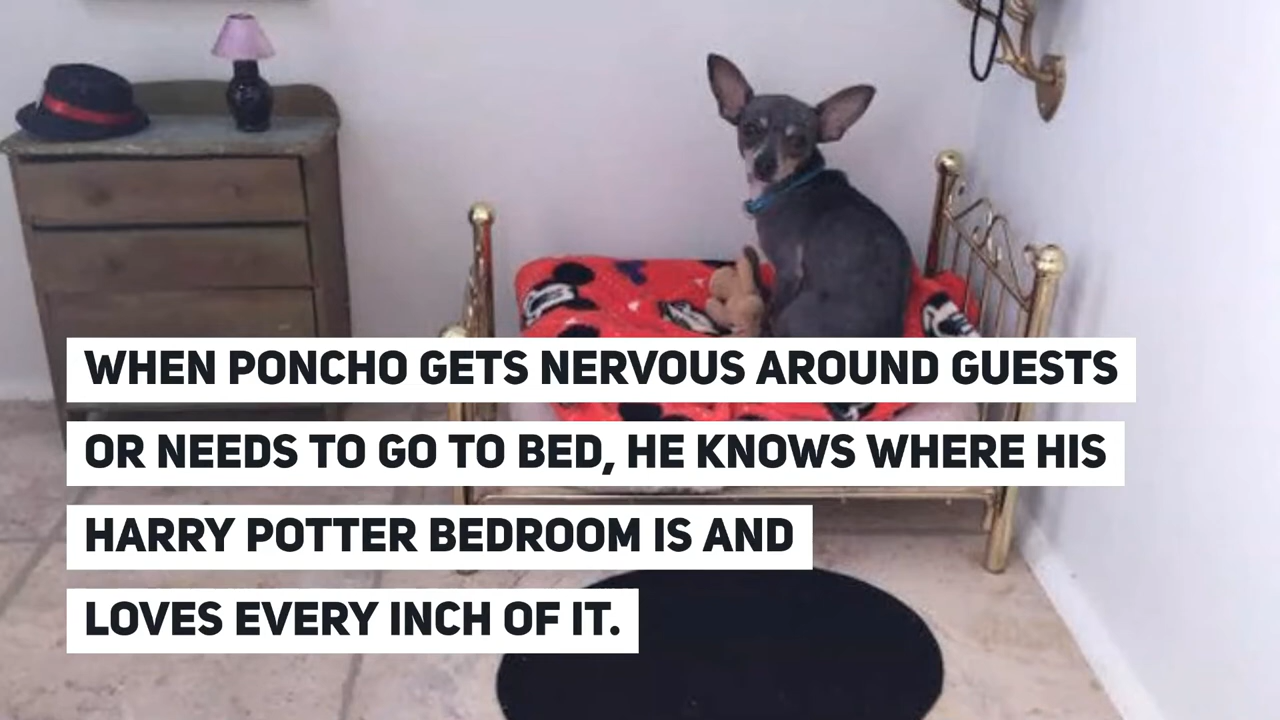 WHEN PONCHO GETS NERVOUS AROUND GUESTS
OR NEEDS TO GO TO BED, HE KNOWS WHERE HIS
HARRY POTTER BEDROOM IS AND
LOVES EVERY INCH OF IT.